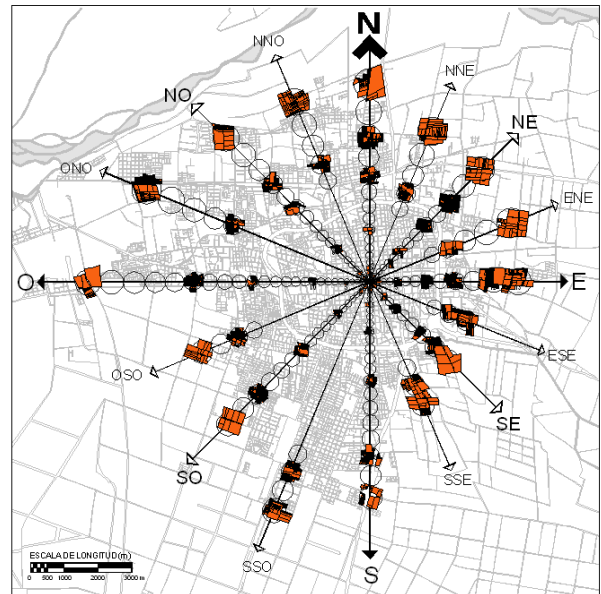 N
NNO
NNE
NO
NE
ONO
ENE
O
E
OSO
ESE
SE
SO
SSE
SSO
S
ESCALA DE LONGITUD(m)
0 500 1000 2000 3000 m